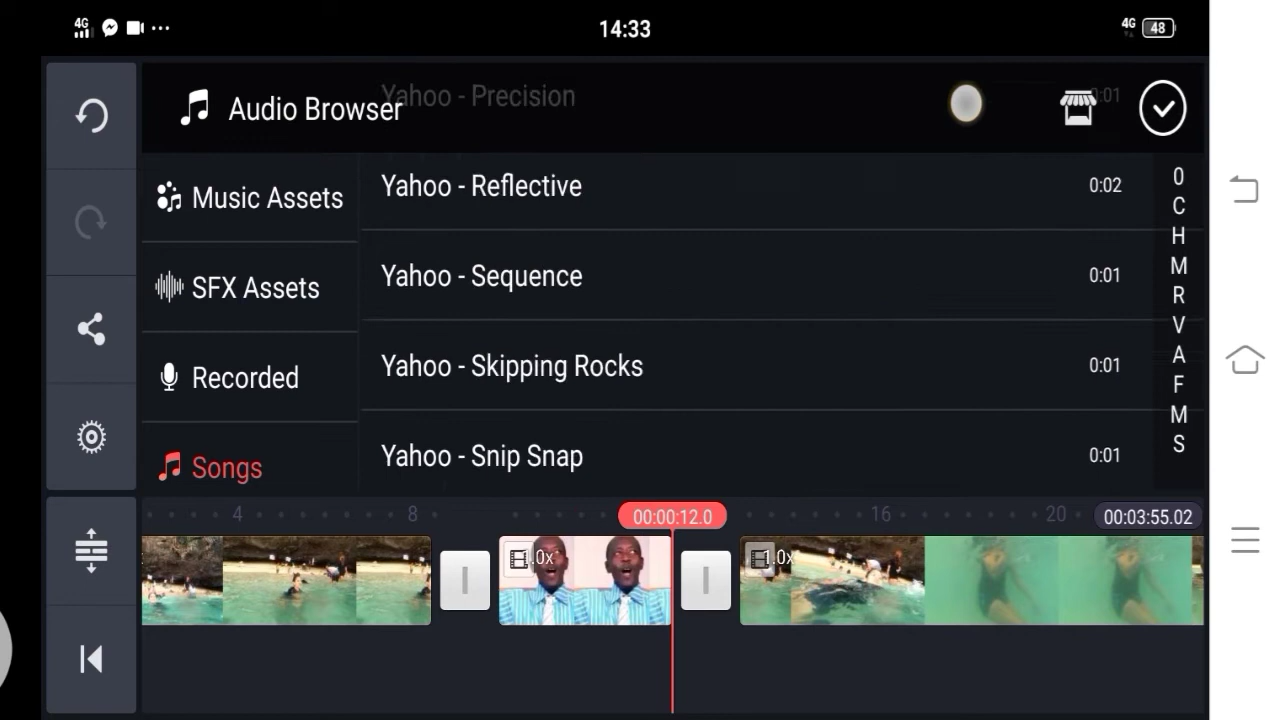 4G
14:33
4G
48
Yahoo - Precision
0:01
Audio Browser
Music Assets
SFX Assets
Recorded
Songs
Yahoo - Reflective
0:02
Yahoo - Sequence
0:01
Yahoo - Skipping Rocks
0:01
Yahoo - Snip Snap
0:01
0
C
H
M
R
V
A
F
M
S
4
8
00:00:12.0
16
20
00:03:55.02
1.0x
1.0x